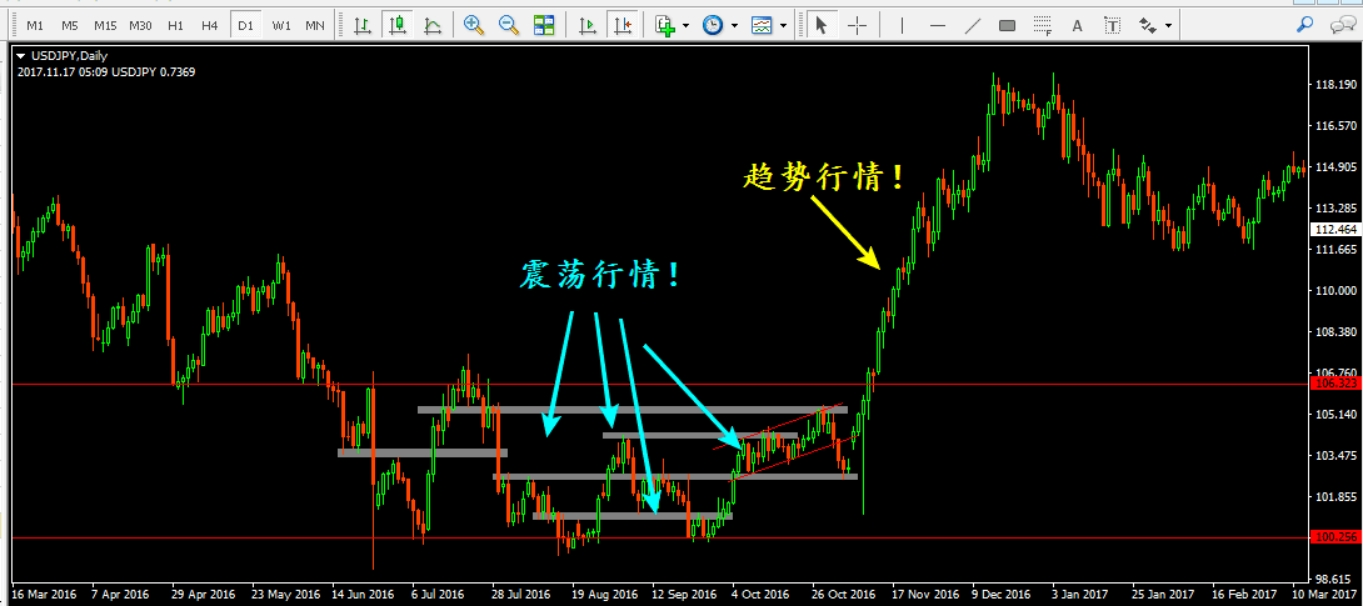 M1 M5 M15 M30 H1 H4 D1 W1 MN A T F
USDJPY,Daily
2017.11.17 05:09 USDJPY 0.7369
118.190
116.570
趋势行情！
114.905
113.285
112.464
111.665
震荡行情！
110.000
108.380
106.760
106.323
105.140
103.475
101.855
100.256
98.615
16 Mar 2016 7 Apr 2016 29 Apr 2016 23 May 2016 14 Jun 2016 6 Jul 2016 28 Jul 2016 19 Aug 2016 12 Sep 2016 4 Oct 2016 26 Oct 2016 17 Nov 2016 9 Dec 2016 3 Jan 2017 25 Jan 2017 16 Feb 2017 10 Mar 2017